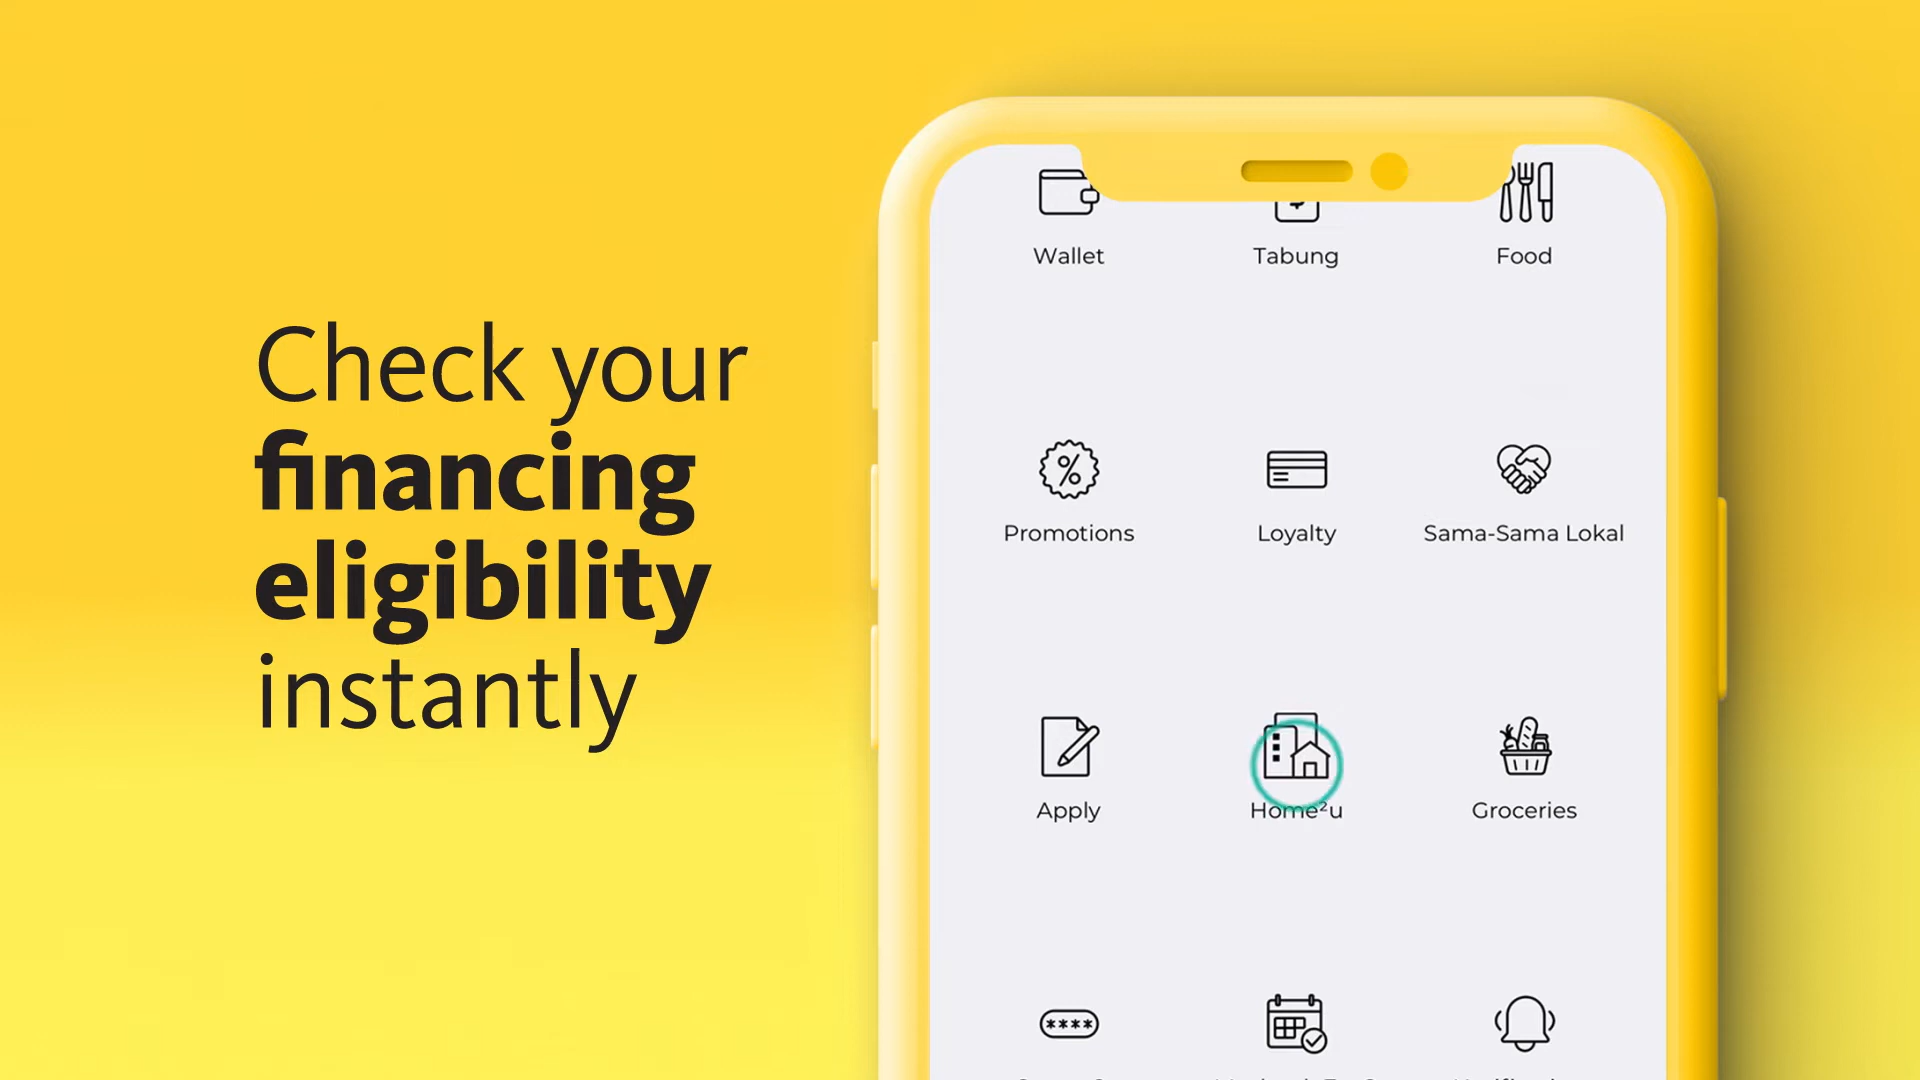 Check your
financing
eligibility
instantly
Wallet
Tabung
Food
Promotions
Loyalty
Sama-Sama Lokal
Apply
Home²u
Groceries
****